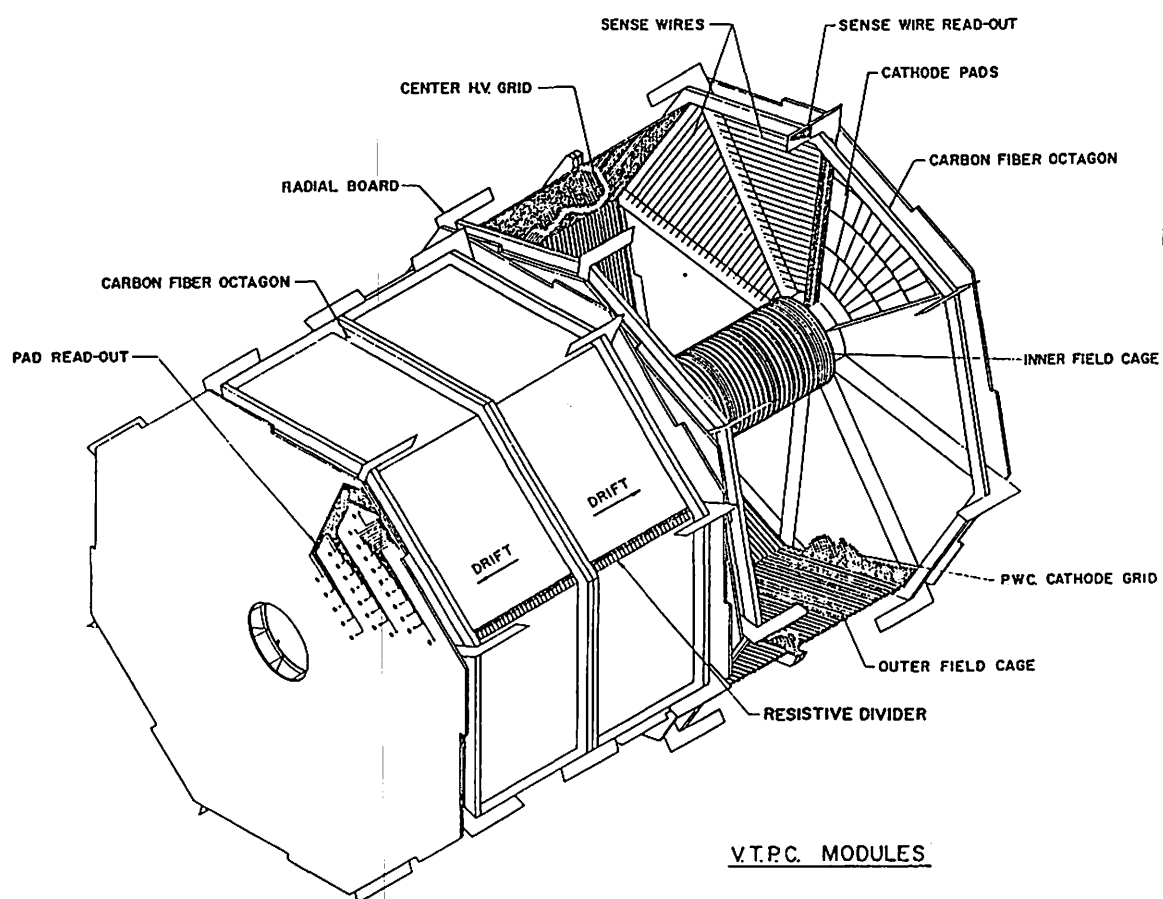 SENSE WIRES
SENSE WIRE READ-OUT
CATHODE PADS
CENTER H.V. GRID
CARBON FIBER OCTAGON
RADIAL BOARD
CARBON FIBER OCTAGON
PAD READ-OUT
INNER FIELD CAGE
DRIFT
DRIFT
PWC. CATHODE GRID
OUTER FIELD CAGE
RESISTIVE DIVIDER
V.T.P.C. MODULES